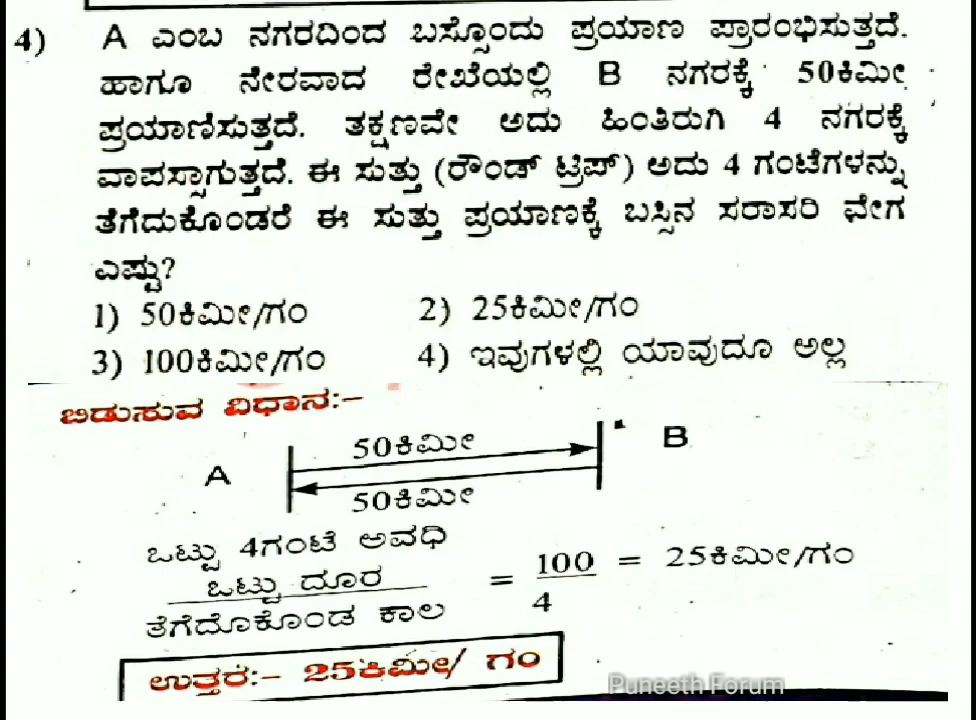 4) A ಎಂಬ ನಗರದಿಂದ ಬಸ್ಸೊಂದು ಪ್ರಯಾಣ ಪ್ರಾರಂಭಿಸುತ್ತದೆ.
ಹಾಗೂ ನೇರವಾದ ರೇಖೆಯಲ್ಲಿ B ನಗರಕ್ಕೆ 50ಕಿಮೀ
ಪ್ರಯಾಣಿಸುತ್ತದೆ. ತಕ್ಷಣವೇ ಅದು ಹಿಂತಿರುಗಿ 4 ನಗರಕ್ಕೆ
ವಾಪಸ್ಸಾಗುತ್ತದೆ. ಈ ಸುತ್ತು (ರೌಂಡ್ ಟ್ರಿಪ್) ಅದು 4 ಗಂಟೆಗಳನ್ನು
ತೆಗೆದುಕೊಂಡರೆ ಈ ಸುತ್ತು ಪ್ರಯಾಣಕ್ಕೆ ಬಸ್ಸಿನ ಸರಾಸರಿ ವೇಗ
ಎಷ್ಟು?
1) 50ಕಿಮೀ/ಗಂ 2) 25ಕಿಮೀ/ಗಂ
3) 100ಕಿಮೀ/ಗಂ 4) ಇವುಗಳಲ್ಲಿ ಯಾವುದೂ ಅಲ್ಲ
ಬಿಡುಸುವ ವಿಧಾನ:-
50ಕಿಮೀ B
A
50ಕಿಮೀ
ಒಟ್ಟು 4ಗಂಟೆ ಅವಧಿ
ಒಟ್ಟು ದೂರ = 100 = 25ಕಿಮೀ/ಗಂ
ತೆಗೆದೊಕೊಂಡ ಕಾಲ 4
ಉತ್ತರ:- 25ಕಿಮೀ/ ಗಂ
Puneeth Forum